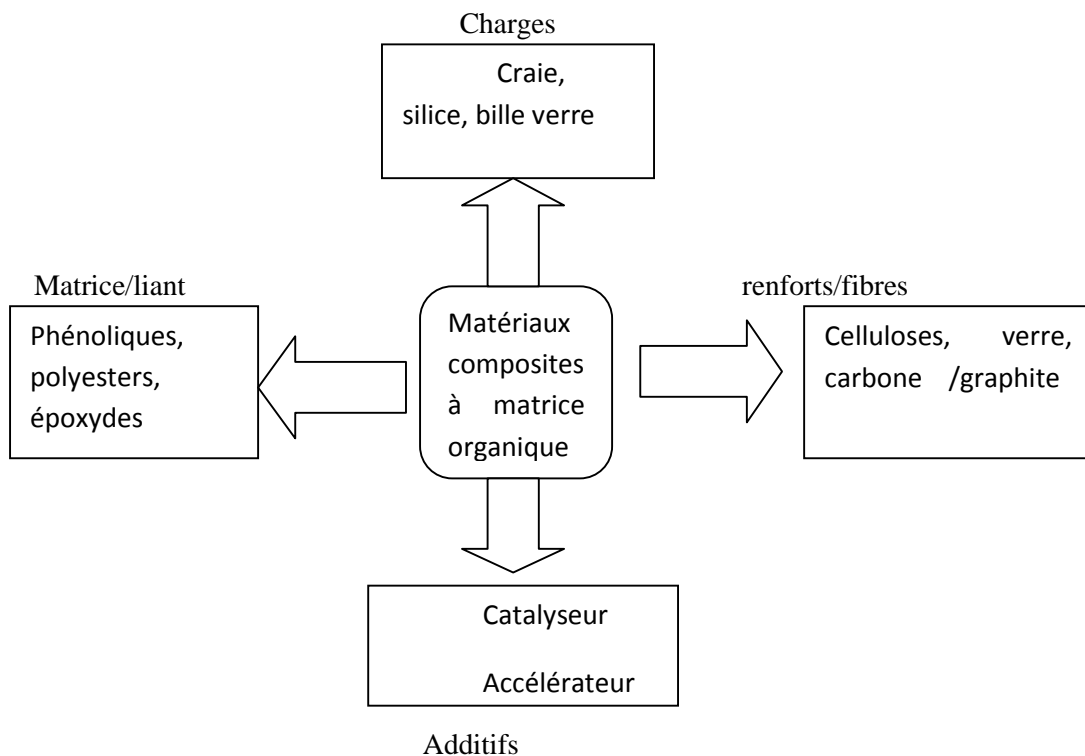 Charges
Craie,
silice, bille verre
Matrice/liant
Phénoliques,
polyesters,
époxydes
Matériaux
composites
à matrice
organique
renforts/fibres
Celluloses, verre,
carbone /graphite
Catalyseur
Accélérateur
Additifs